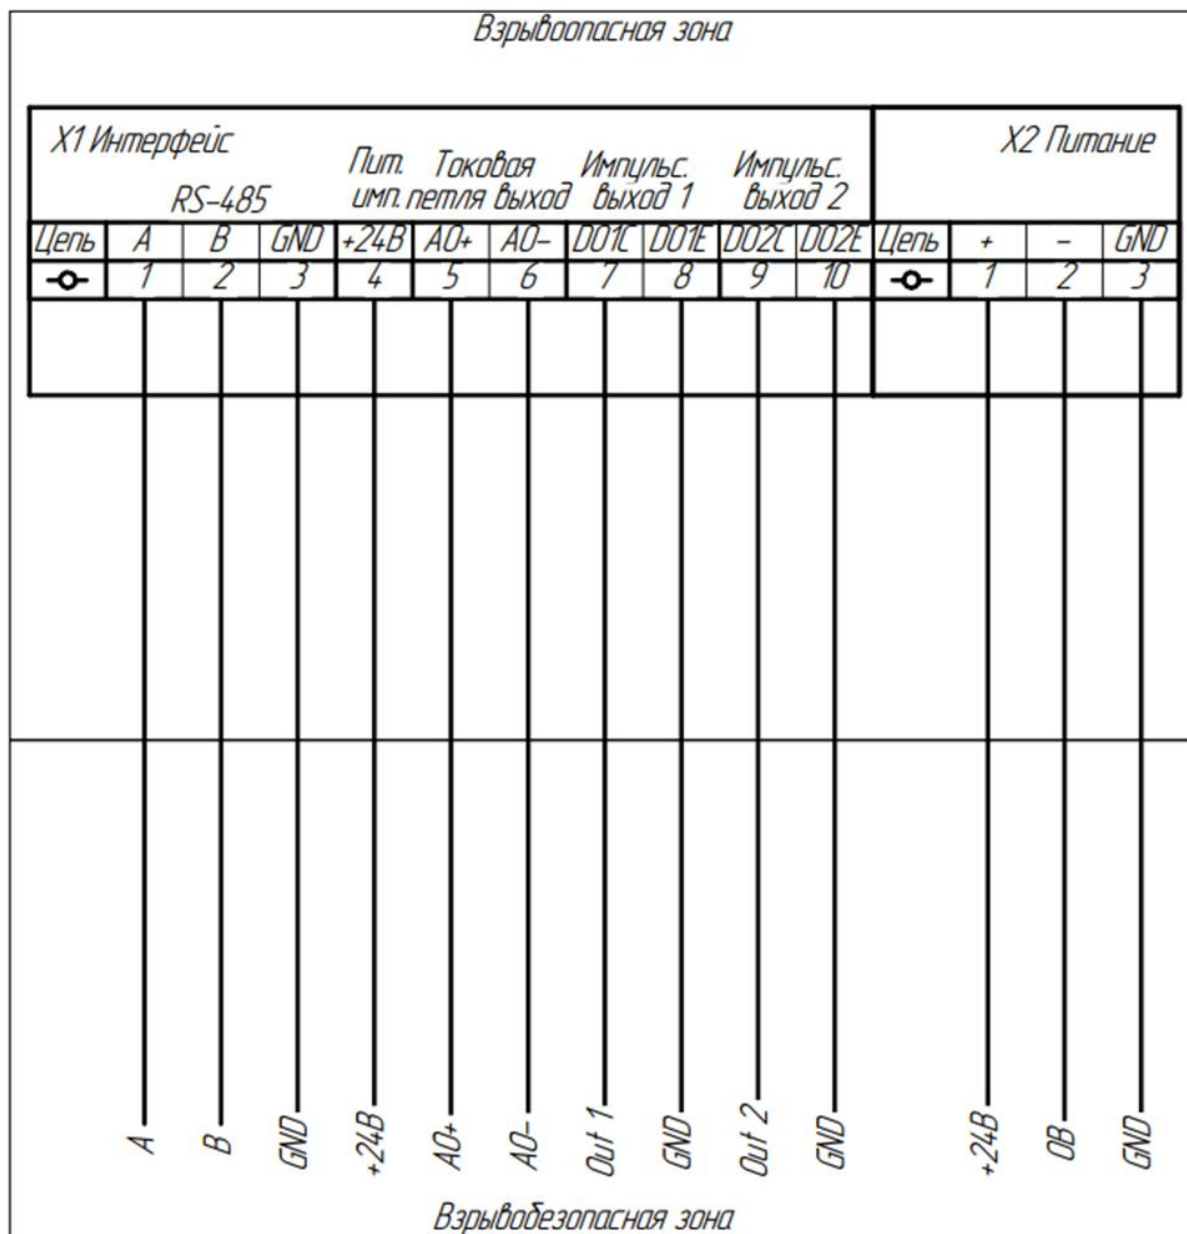 Взрывоопасная зона
X1 Интерфейс
X2 Питание
Пит. Токовая Импульс. Импульс.
RS-485 имп. петля выход выход 1 выход 2
Цепь A B GND +24В AO+ AO- DO1C DO1E DO2C DO2E Цепь + - GND
1 2 3 4 5 6 7 8 9 10 1 2 3
A B GND +24В AO+ AO- Out 1 GND Out 2 GND +24В 0В GND
Взрывобезопасная зона